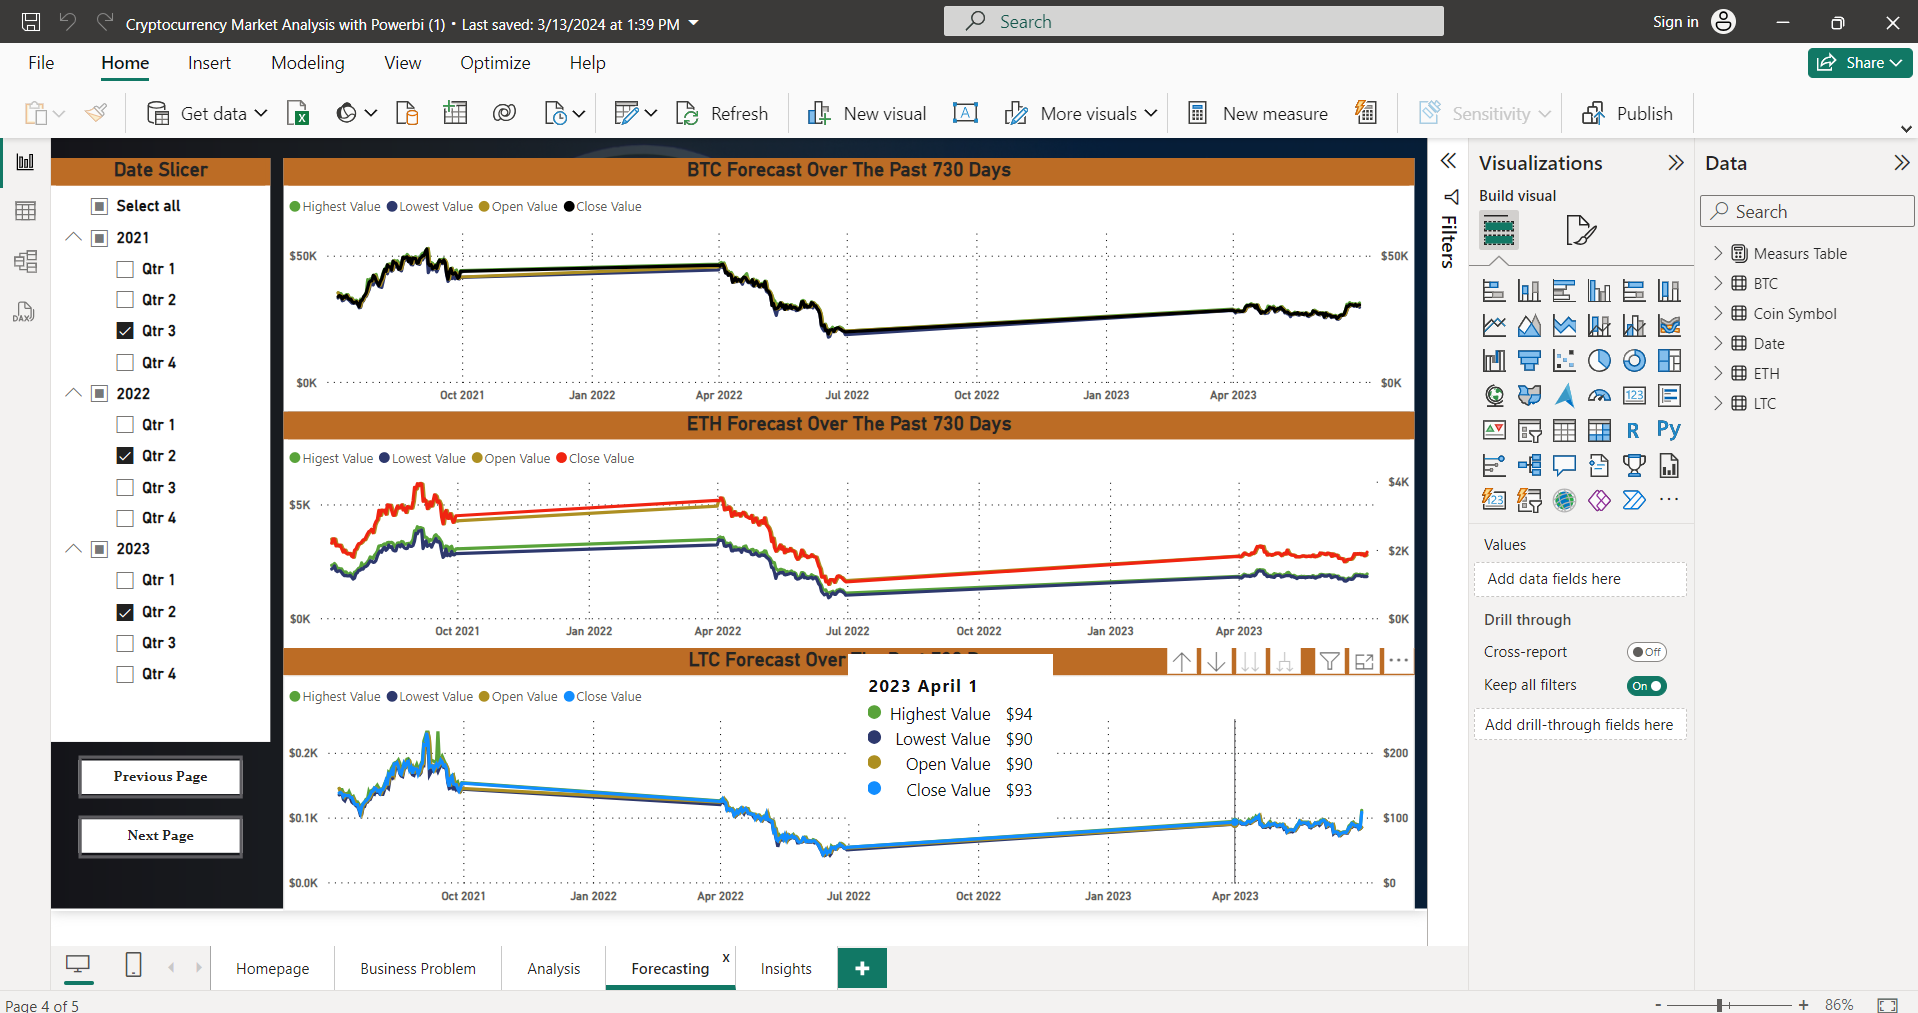 Cryptocurrency Market Analysis with Powerbi (1) • Last saved: 3/13/2024 at 1:39 PM
Search
Sign in
File Home Insert Modeling View Optimize Help
Share
Get data
Refresh
New visual
More visuals
New measure
Sensitivity
Publish
Date Slicer
Select all
2021
Qtr 1
Qtr 2
Qtr 3
Qtr 4
2022
Qtr 1
Qtr 2
Qtr 3
Qtr 4
2023
Qtr 1
Qtr 2
Qtr 3
Qtr 4
Previous Page
Next Page
BTC Forecast Over The Past 730 Days
Highest Value Lowest Value Open Value Close Value
$50K $50K
$0K $0K
Oct 2021 Jan 2022 Apr 2022 Jul 2022 Oct 2022 Jan 2023 Apr 2023
ETH Forecast Over The Past 730 Days
Higest Value Lowest Value Open Value Close Value
$4K
$5K
$2K
$0K $0K
Oct 2021 Jan 2022 Apr 2022 Jul 2022 Oct 2022 Jan 2023 Apr 2023
LTC Forecast Over
Highest Value Lowest Value Open Value Close Value
2023 April 1
Highest Value $94
Lowest Value $90
Open Value $90
Close Value $93
$0.2K $200
$0.1K $100
$0.0K $0
Oct 2021 Jan 2022 Apr 2022 Jul 2022 Oct 2022 Jan 2023 Apr 2023
Filters
Visualizations
Build visual
123
R Py
123
Values
Add data fields here
Drill through
Cross-report
Off
Keep all filters
On
Add drill-through fields here
Data
Search
Measurs Table
BTC
Coin Symbol
Date
ETH
LTC
DAX
Homepage
Business Problem
Analysis
Forecasting x
Insights
Page 4 of 5
- + 86%